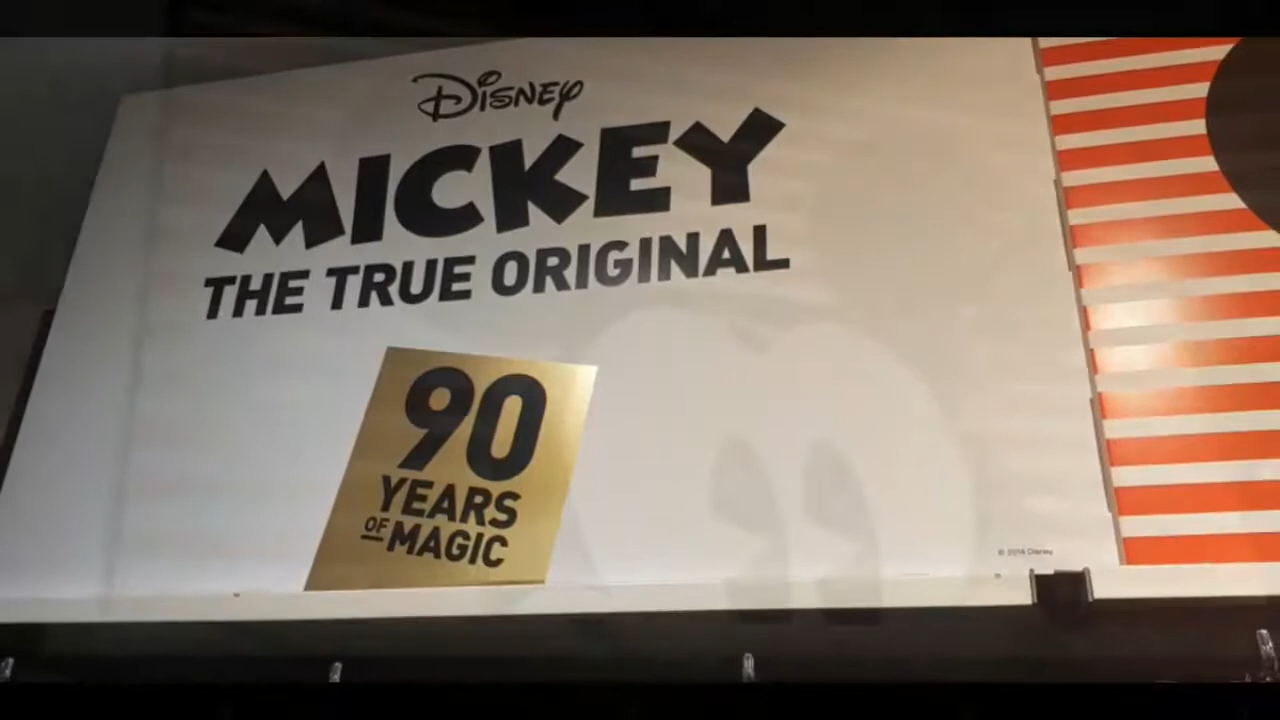 Disney
MICKEY
THE TRUE ORIGINAL
90
YEARS
OF MAGIC
© 2018 Disney